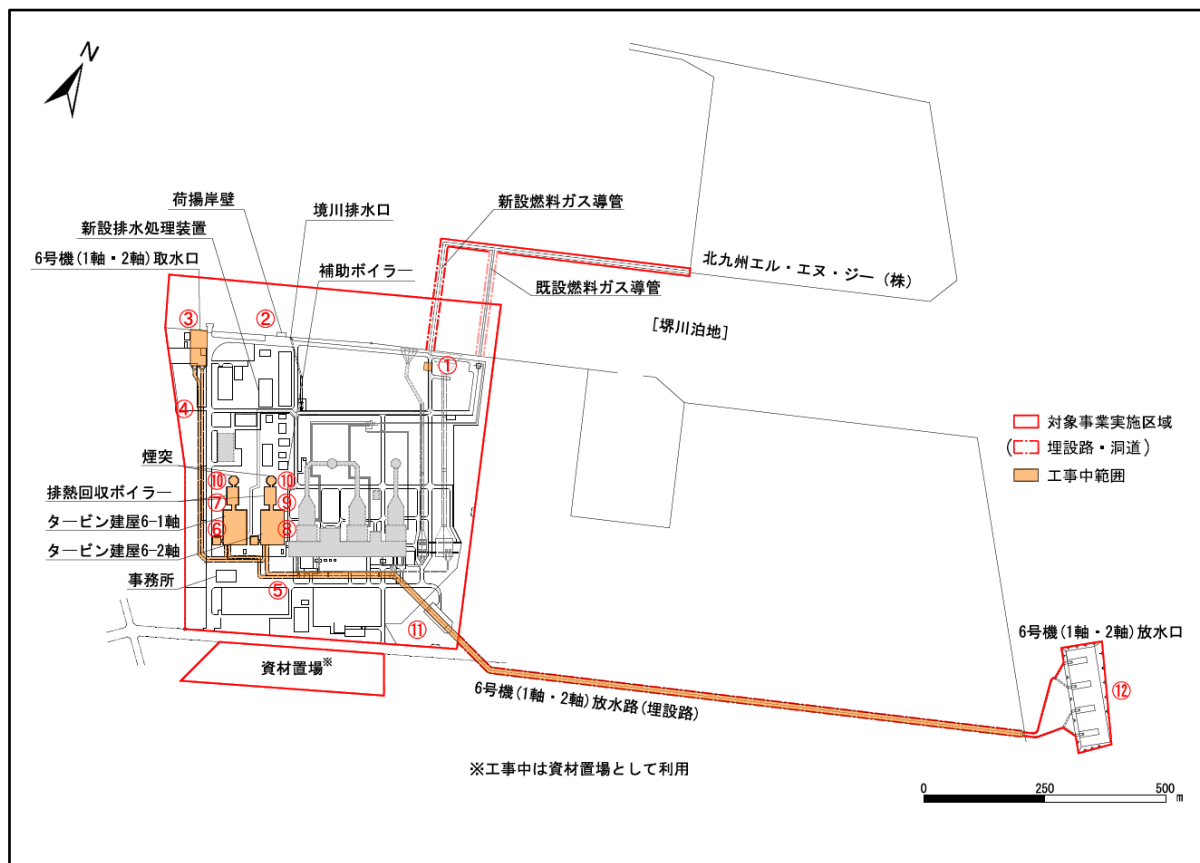 N
荷揚岸壁
新設排水処理装置
6号機(1軸・2軸)取水口
境川排水口
補助ボイラー
新設燃料ガス導管
既設燃料ガス導管
北九州エル・エヌ・ジー(株)
[堺川泊地]
③
②
①
④
煙突
排熱回収ボイラー
タービン建屋6-1軸
タービン建屋6-2軸
事務所
⑩
⑩
⑦
⑨
⑥
⑧
⑤
⑪
対象事業実施区域
(埋設路・洞道)
工事中範囲
資材置場※
6号機(1軸・2軸)放水路(埋設路)
6号機(1軸・2軸)放水口
⑫
※工事中は資材置場として利用
0 250 500 m